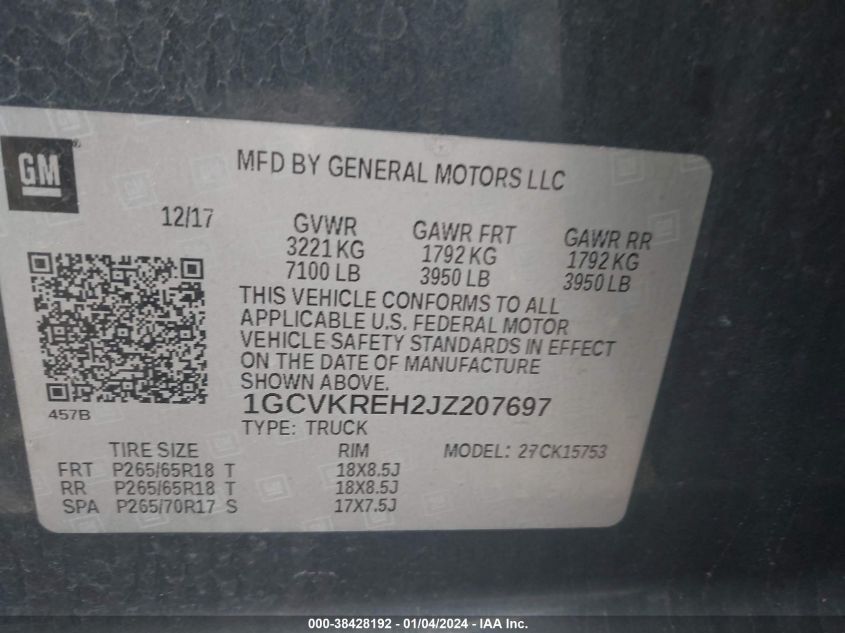 GM
MFD BY GENERAL MOTORS LLC
12/17
GVWR
3221 KG
7100 LB
GAWR FRT
1792 KG
3950 LB
GAWR RR
1792 KG
3950 LB
THIS VEHICLE CONFORMS TO ALL
APPLICABLE U.S. FEDERAL MOTOR
VEHICLE SAFETY STANDARDS IN EFFECT
ON THE DATE OF MANUFACTURE
SHOWN ABOVE.
1GCVKREH2JZ207697
TYPE: TRUCK
457B
TIRE SIZE RIM MODEL: 27CK15753
FRT P265/65R18 T 18X8.5J
RR P265/65R18 T 18X8.5J
SPA P265/70R17 S 17X7.5J
000-38428192 - 01/04/2024 - IAA Inc.